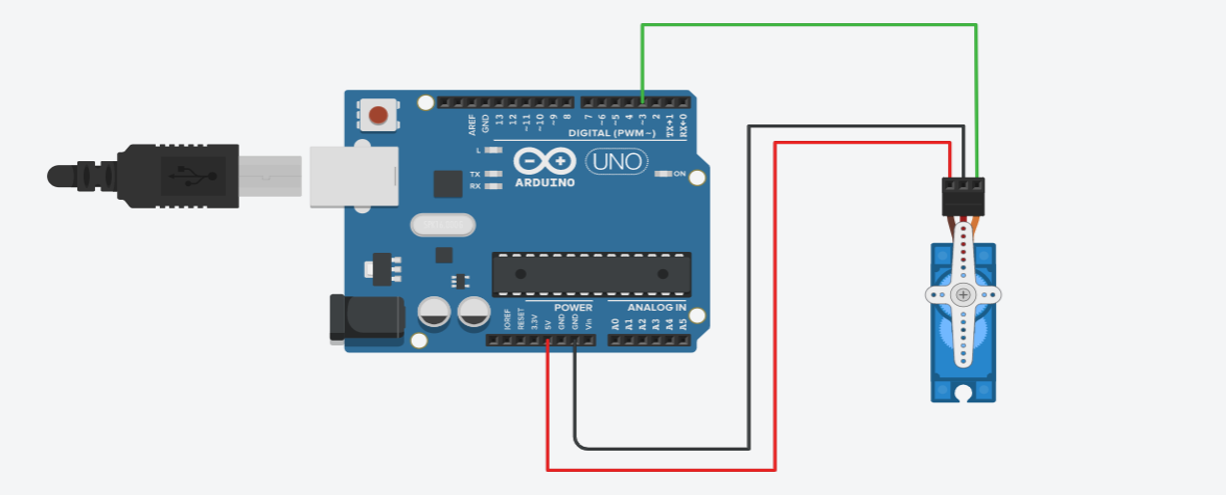 AREF
GND
13
12
~11
~10
~9
8
7
~6
~5
4
~3
2
TX→1
RX←0
DIGITAL (PWM~)
L
TX
RX
ARDUINO
UNO
ON
POWER
ANALOG IN
IOREF
RESET
3.3V
5V
GND
GND
Vin
A0
A1
A2
A3
A4
A5